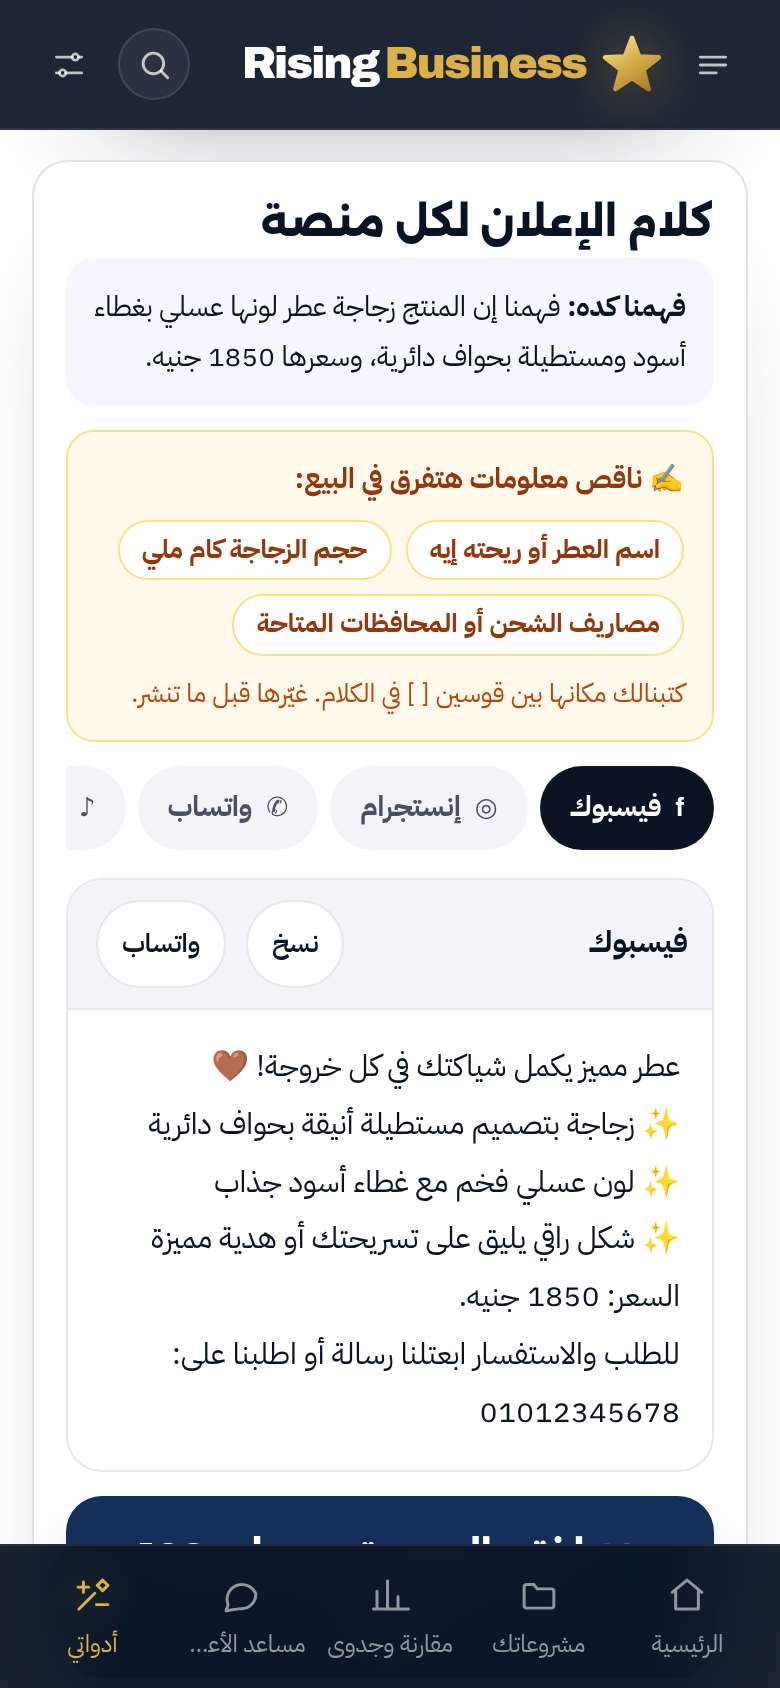 Rising Business
كلام الإعلان لكل منصة
فهمنا كده: فهمنا إن المنتج زجاجة عطر لونها عسلي بغطاء
أسود ومستطيلة بحواف دائرية، وسعرها 1850 جنيه.
✍️ ناقص معلومات هتفرق في البيع:
اسم العطر أو ريحته إيه
حجم الزجاجة كام ملي
مصاريف الشحن أو المحافظات المتاحة
كتبنالك مكانها بين قوسين [ ] في الكلام. غيّرها قبل ما تنشر.
f فيسبوك
◎ إنستجرام
✆ واتساب
♪
فيسبوك
نسخ
واتساب
عطر مميز يكمل شياكتك في كل خروجة! 🤎
✨ زجاجة بتصميم مستطيلة أنيقة بحواف دائرية
✨ لون عسلي فخم مع غطاء أسود جذاب
✨ شكل راقي يليق على تسريحتك أو هدية مميزة
السعر: 1850 جنيه.
للطلب والاستفسار ابعتلنا رسالة أو اطلبنا على:
01012345678
الرئيسية
مشروعاتك
مقارنة وجدوى
مساعد الأعـ...
أدواتي